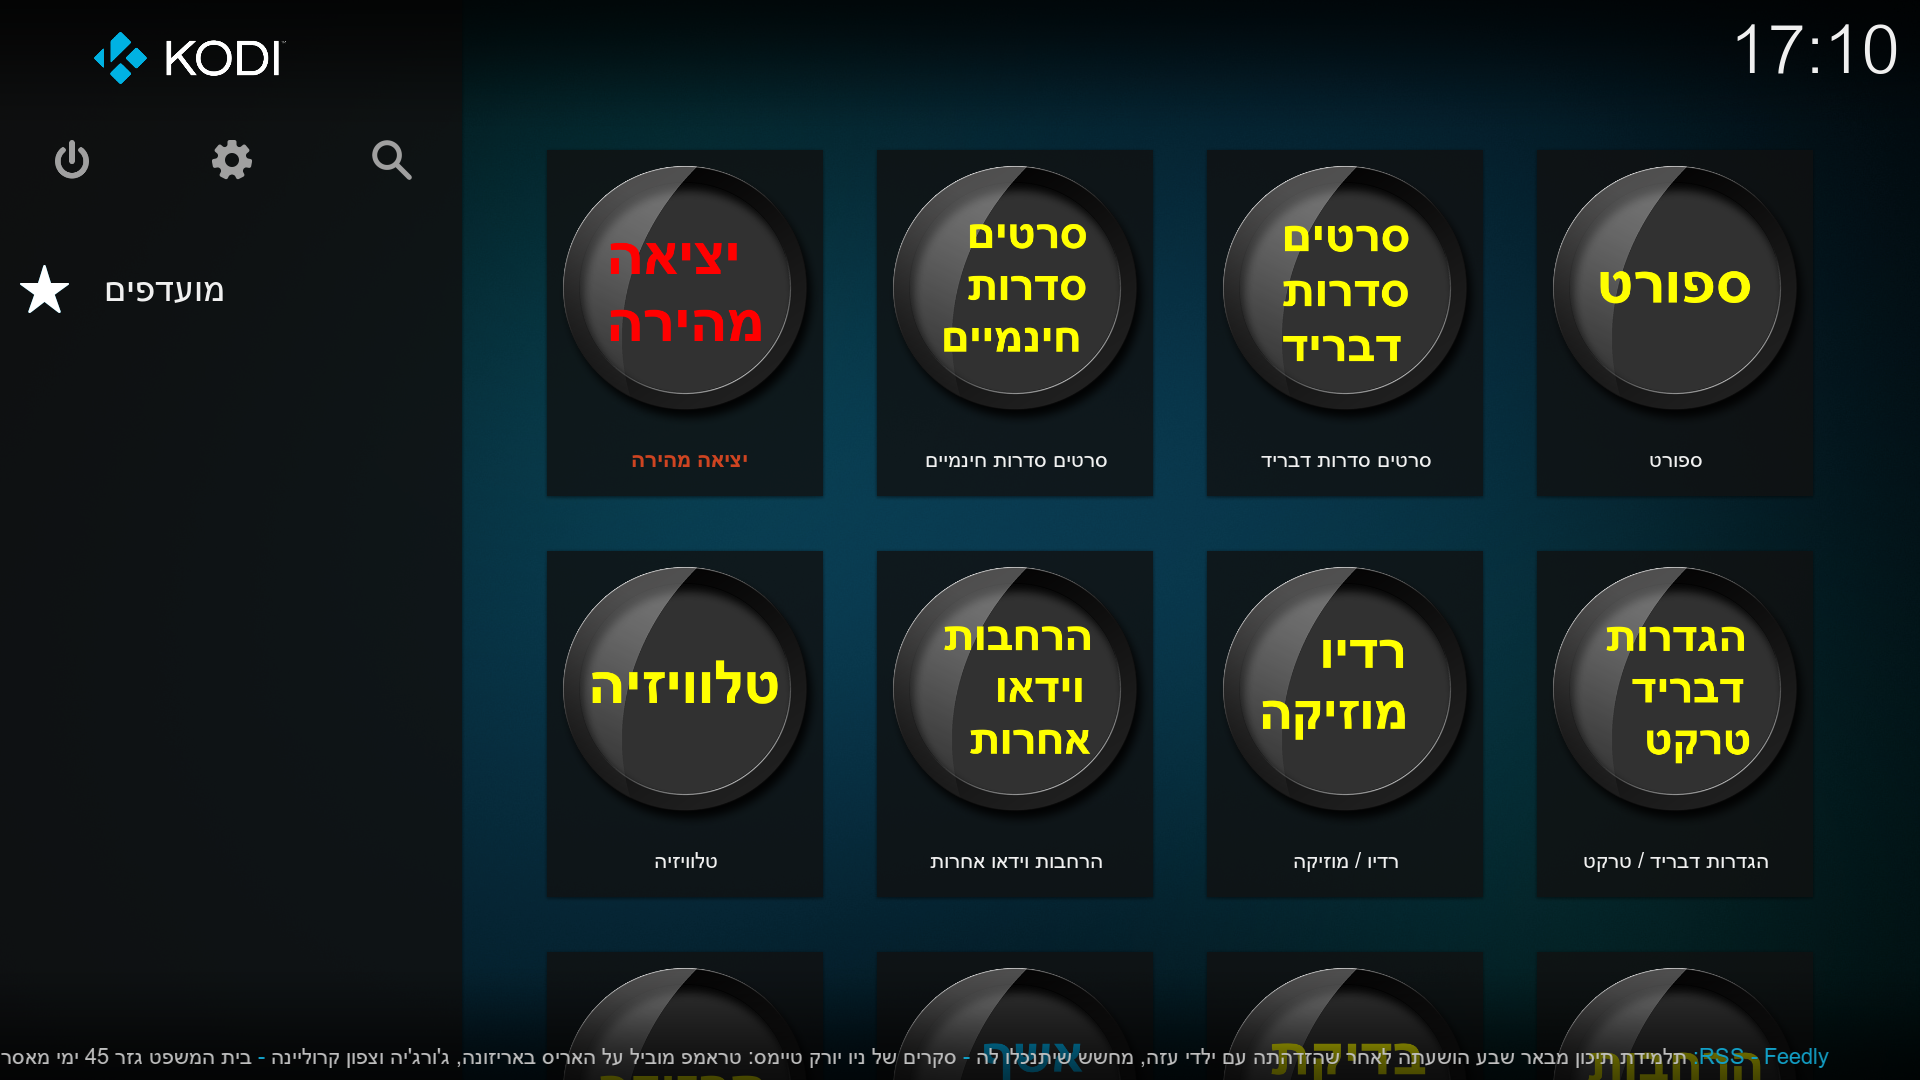 KODI
17:10
מועדפים
יציאה
מהירה
יציאה מהירה
סרטים
סדרות
חינמיים
סרטים סדרות חינמיים
סרטים
סדרות
דבריד
סרטים סדרות דבריד
ספורט
ספורט
טלוויזיה
טלוויזיה
הרחבות
וידאו
אחרות
הרחבות וידאו אחרות
רדיו
מוזיקה
רדיו / מוזיקה
הגדרות
דבריד
טרקט
הגדרות דבריד / טרקט
אשף
בדיקת
הרחבות
RSS - Feedly: תלמידת תיכון מבאר שבע הושעתה לאחר שהזדהתה עם ילדי עזה, מחשש שיתנכלו לה - סקרים של ניו יורק טיימס: טראמפ מוביל על האריס באריזונה, ג'ורג'יה וצפון קרוליינה - בית המשפט גזר 45 ימי מאסר